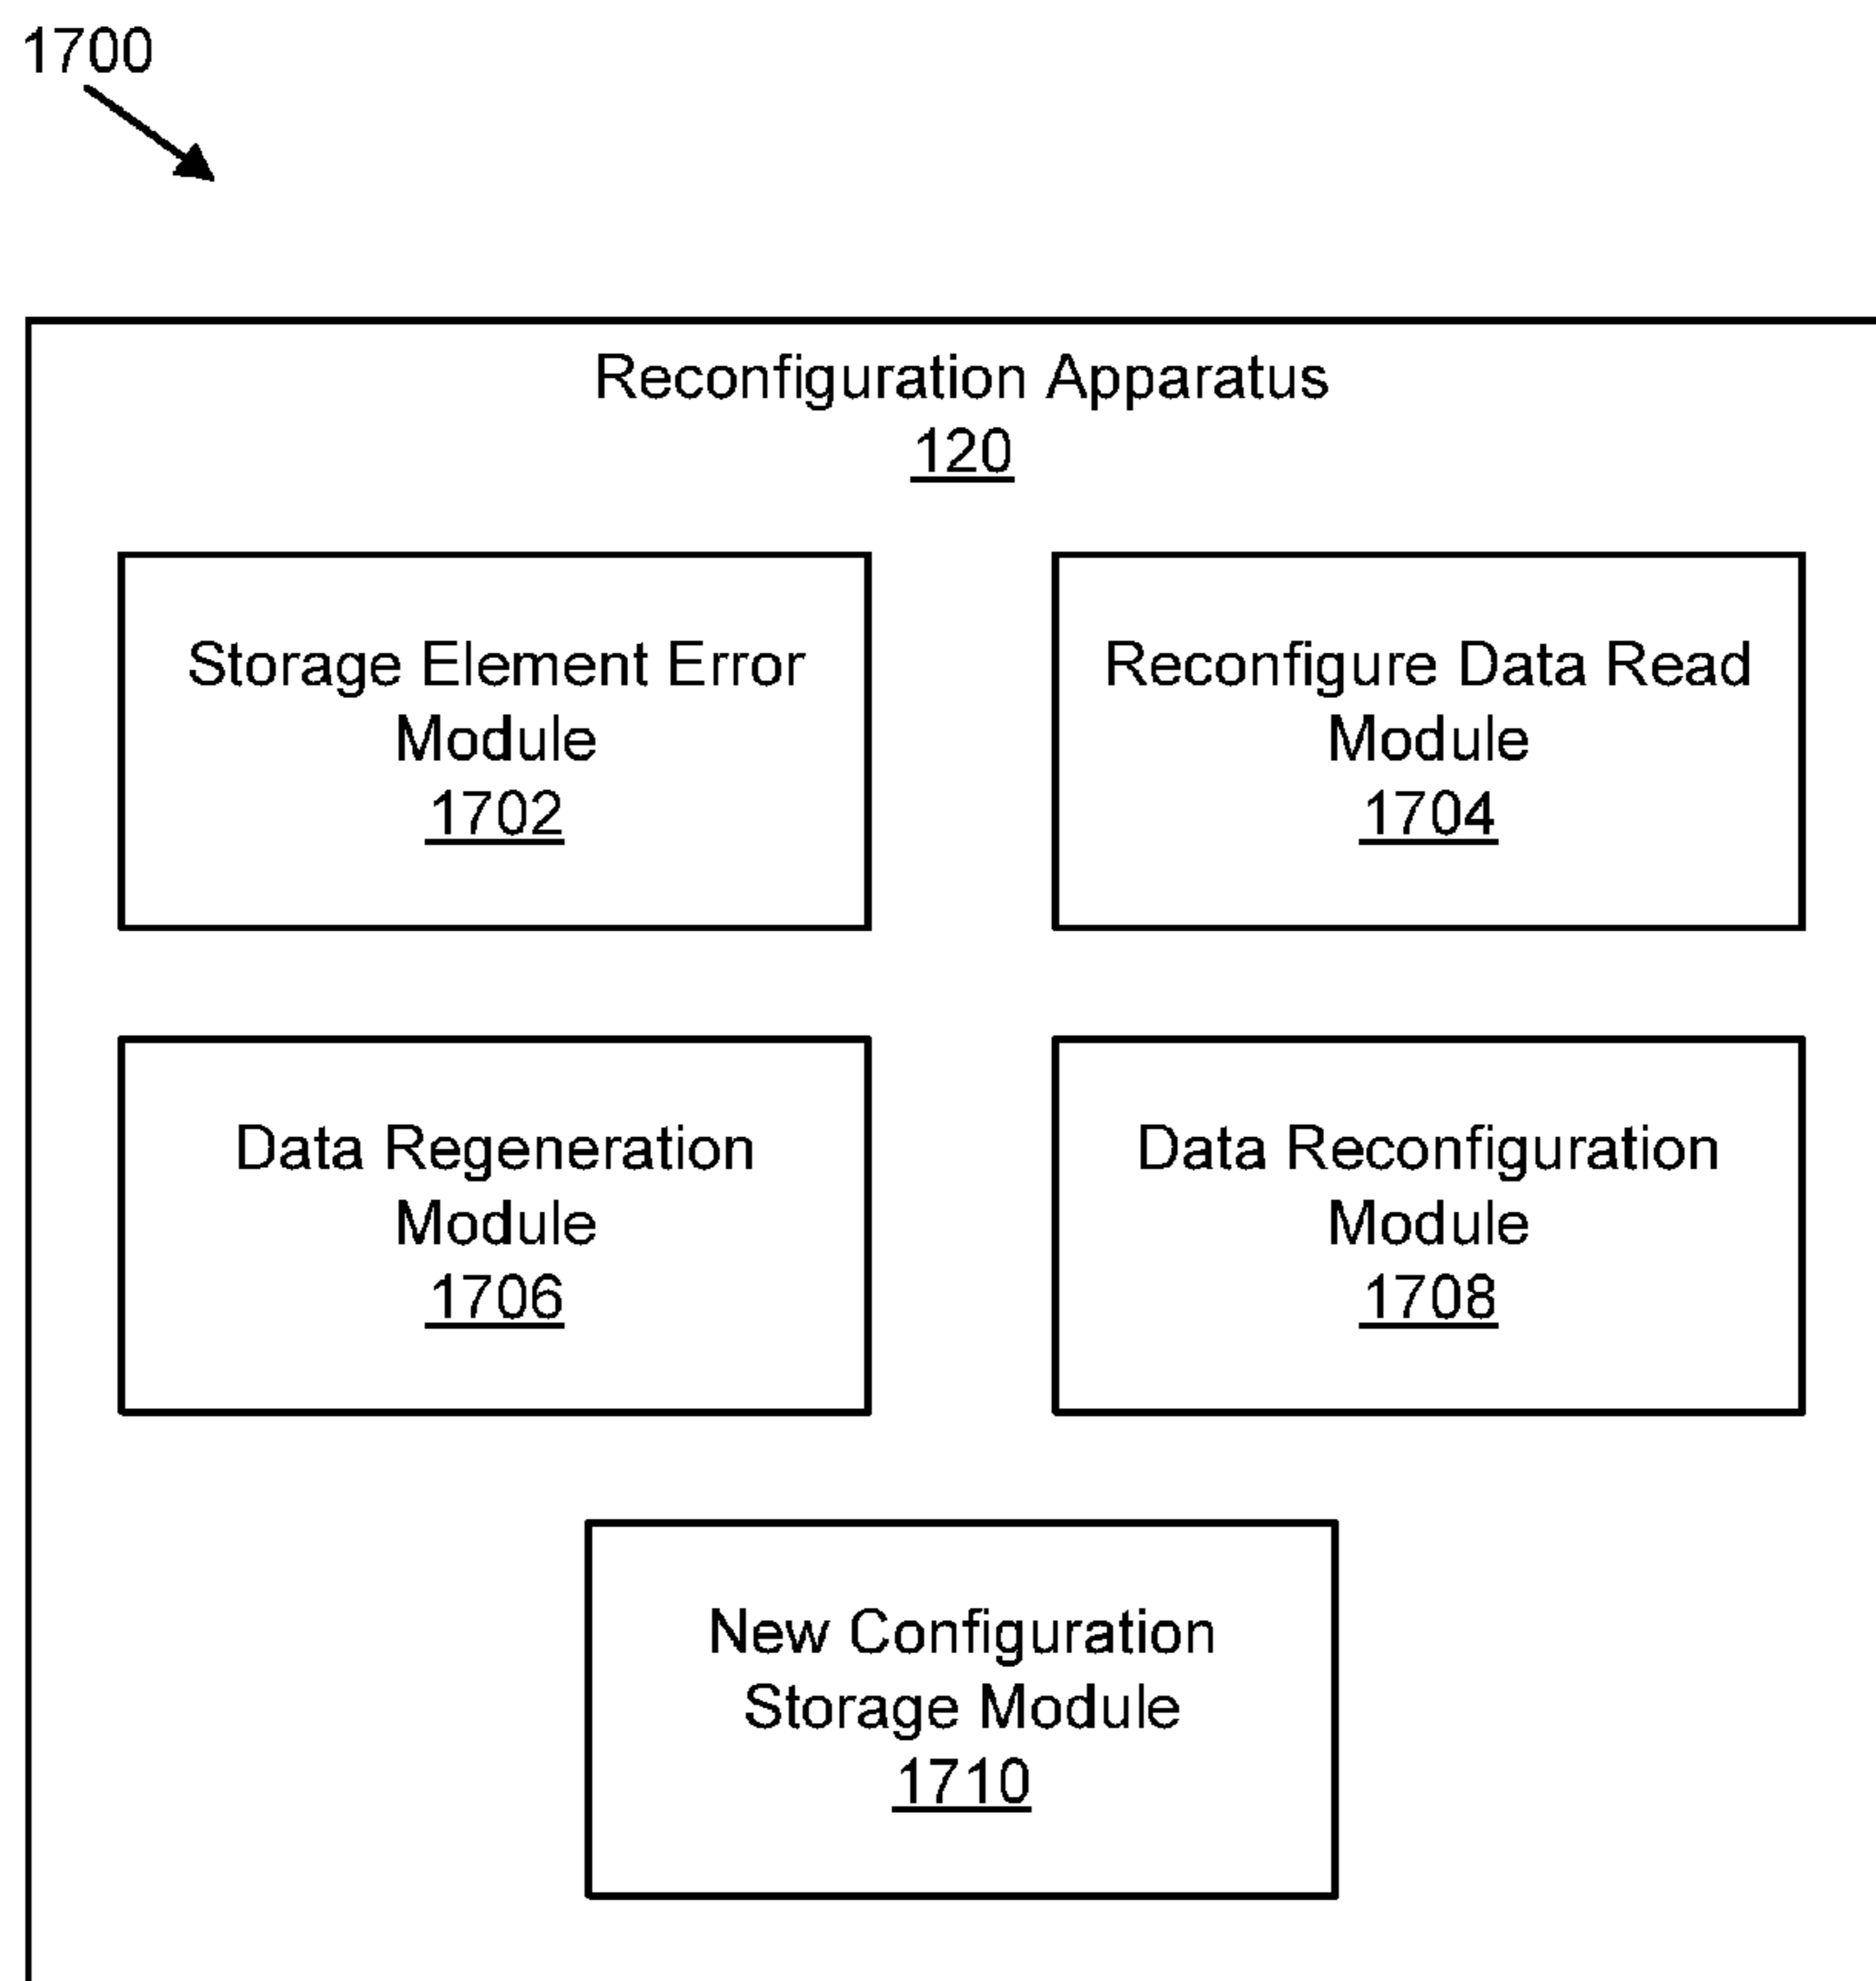 1700
Reconfiguration Apparatus
120
Storage Element Error
Module
1702
Reconfigure Data Read
Module
1704
Data Regeneration
Module
1706
Data Reconfiguration
Module
1708
New Configuration
Storage Module
1710